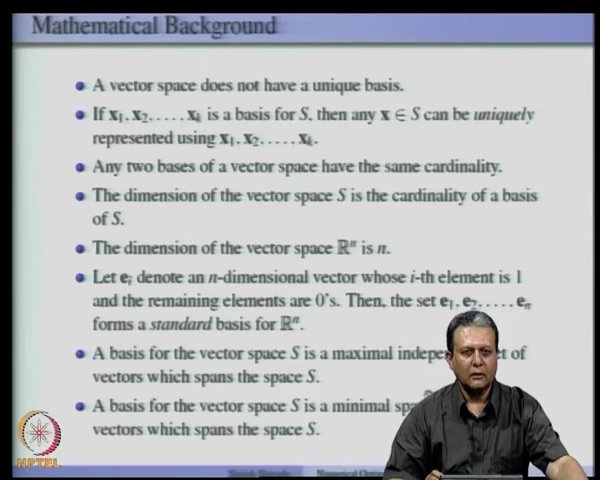 Mathematical Background
A vector space does not have a unique basis.
If x₁, x₂, . . . , xₖ is a basis for S, then any x ∈ S can be uniquely
represented using x₁, x₂, . . . , xₖ.
Any two bases of a vector space have the same cardinality.
The dimension of the vector space S is the cardinality of a basis
of S.
The dimension of the vector space ℝⁿ is n.
Let eᵢ denote an n-dimensional vector whose i-th element is 1
and the remaining elements are 0's. Then, the set e₁, e₂, . . . , eₙ
forms a standard basis for ℝⁿ.
A basis for the vector space S is a maximal indepe et of
vectors which spans the space S.
A basis for the vector space S is a minimal spa
vectors which spans the space S.
NPTEL
Numerical